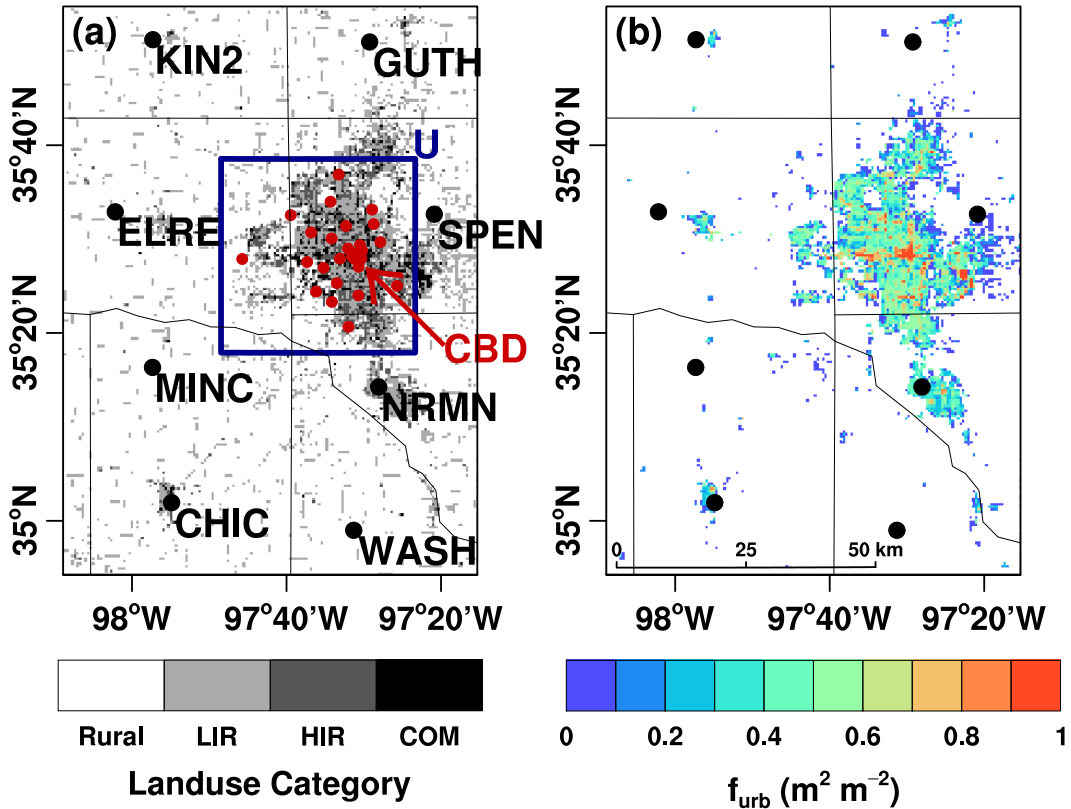 (a)
(b)
KIN2
GUTH
U
ELRE
SPEN
CBD
MINC
NRMN
CHIC
WASH
35°40'N
35°20'N
35°N
98°W
97°40'W
97°20'W
35°40'N
35°20'N
35°N
0 25 50 km
98°W
97°40'W
97°20'W
Rural LIR HIR COM
Landuse Category
0 0.2 0.4 0.6 0.8 1
f_urb (m² m⁻²)